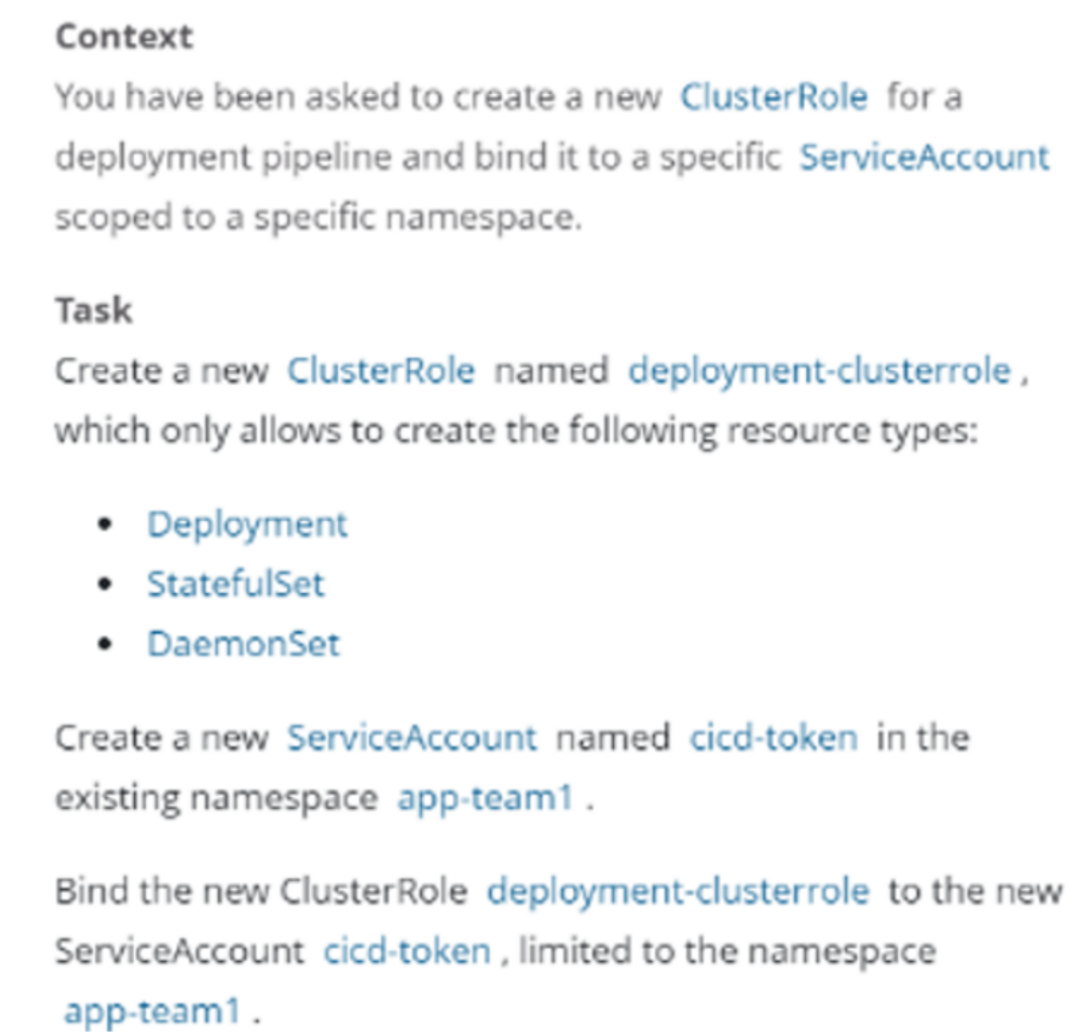 Context
You have been asked to create a new ClusterRole for a
deployment pipeline and bind it to a specific ServiceAccount
scoped to a specific namespace.
Task
Create a new ClusterRole named deployment-clusterrole ,
which only allows to create the following resource types:
• Deployment
• StatefulSet
• DaemonSet
Create a new ServiceAccount named cicd-token in the
existing namespace app-team1 .
Bind the new ClusterRole deployment-clusterrole to the new
ServiceAccount cicd-token , limited to the namespace
app-team1 .